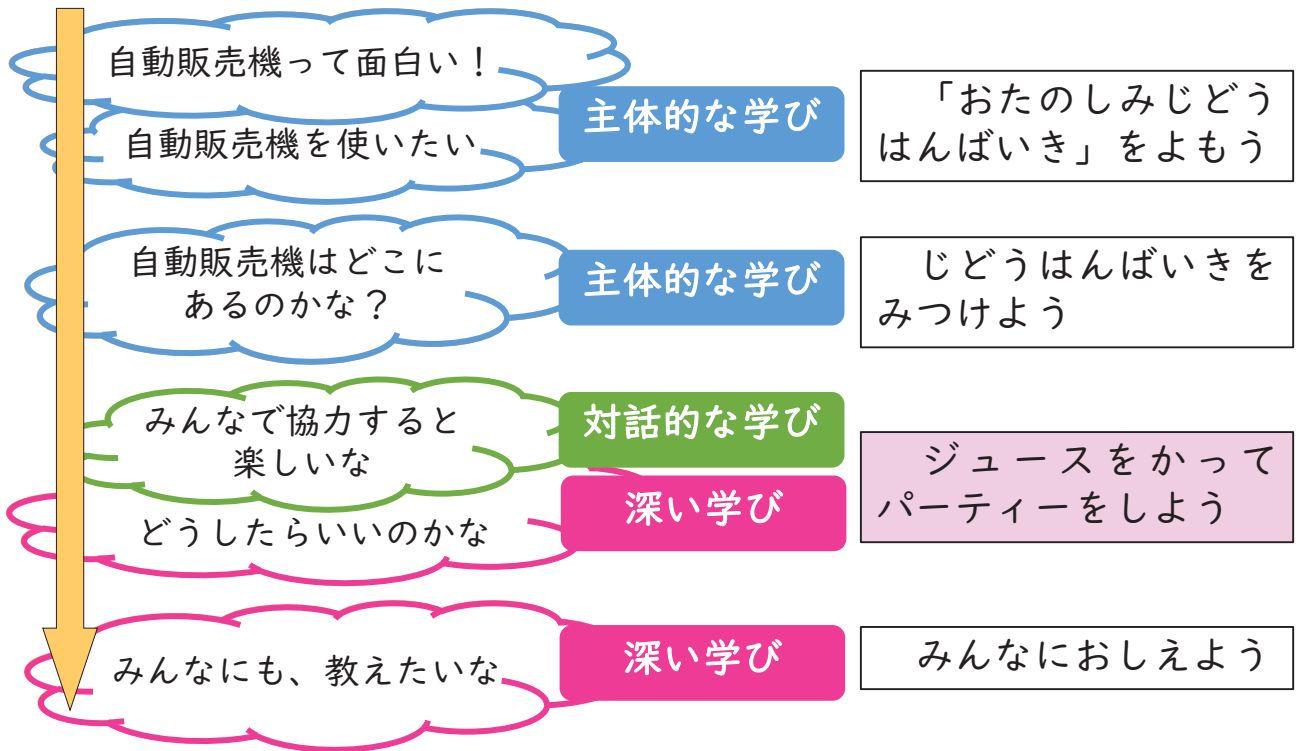 自動販売機って面白い！
自動販売機を使いたい
主体的な学び
「おたのしみじどう
はんばいき」をよもう
自動販売機はどこに
あるのかな？
主体的な学び
じどうはんばいきを
みつけよう
みんなで協力すると
楽しいな
対話的な学び
どうしたらいいのかな
深い学び
ジュースをかって
パーティーをしよう
みんなにも、教えたいな
深い学び
みんなにおしえよう